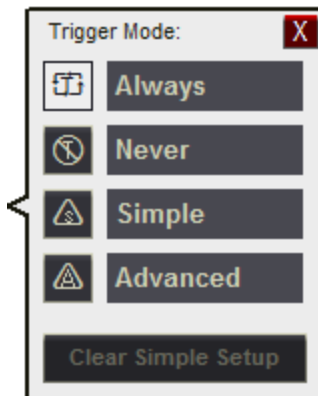 Trigger Mode:
X
Always
Never
Simple
Advanced
Clear Simple Setup